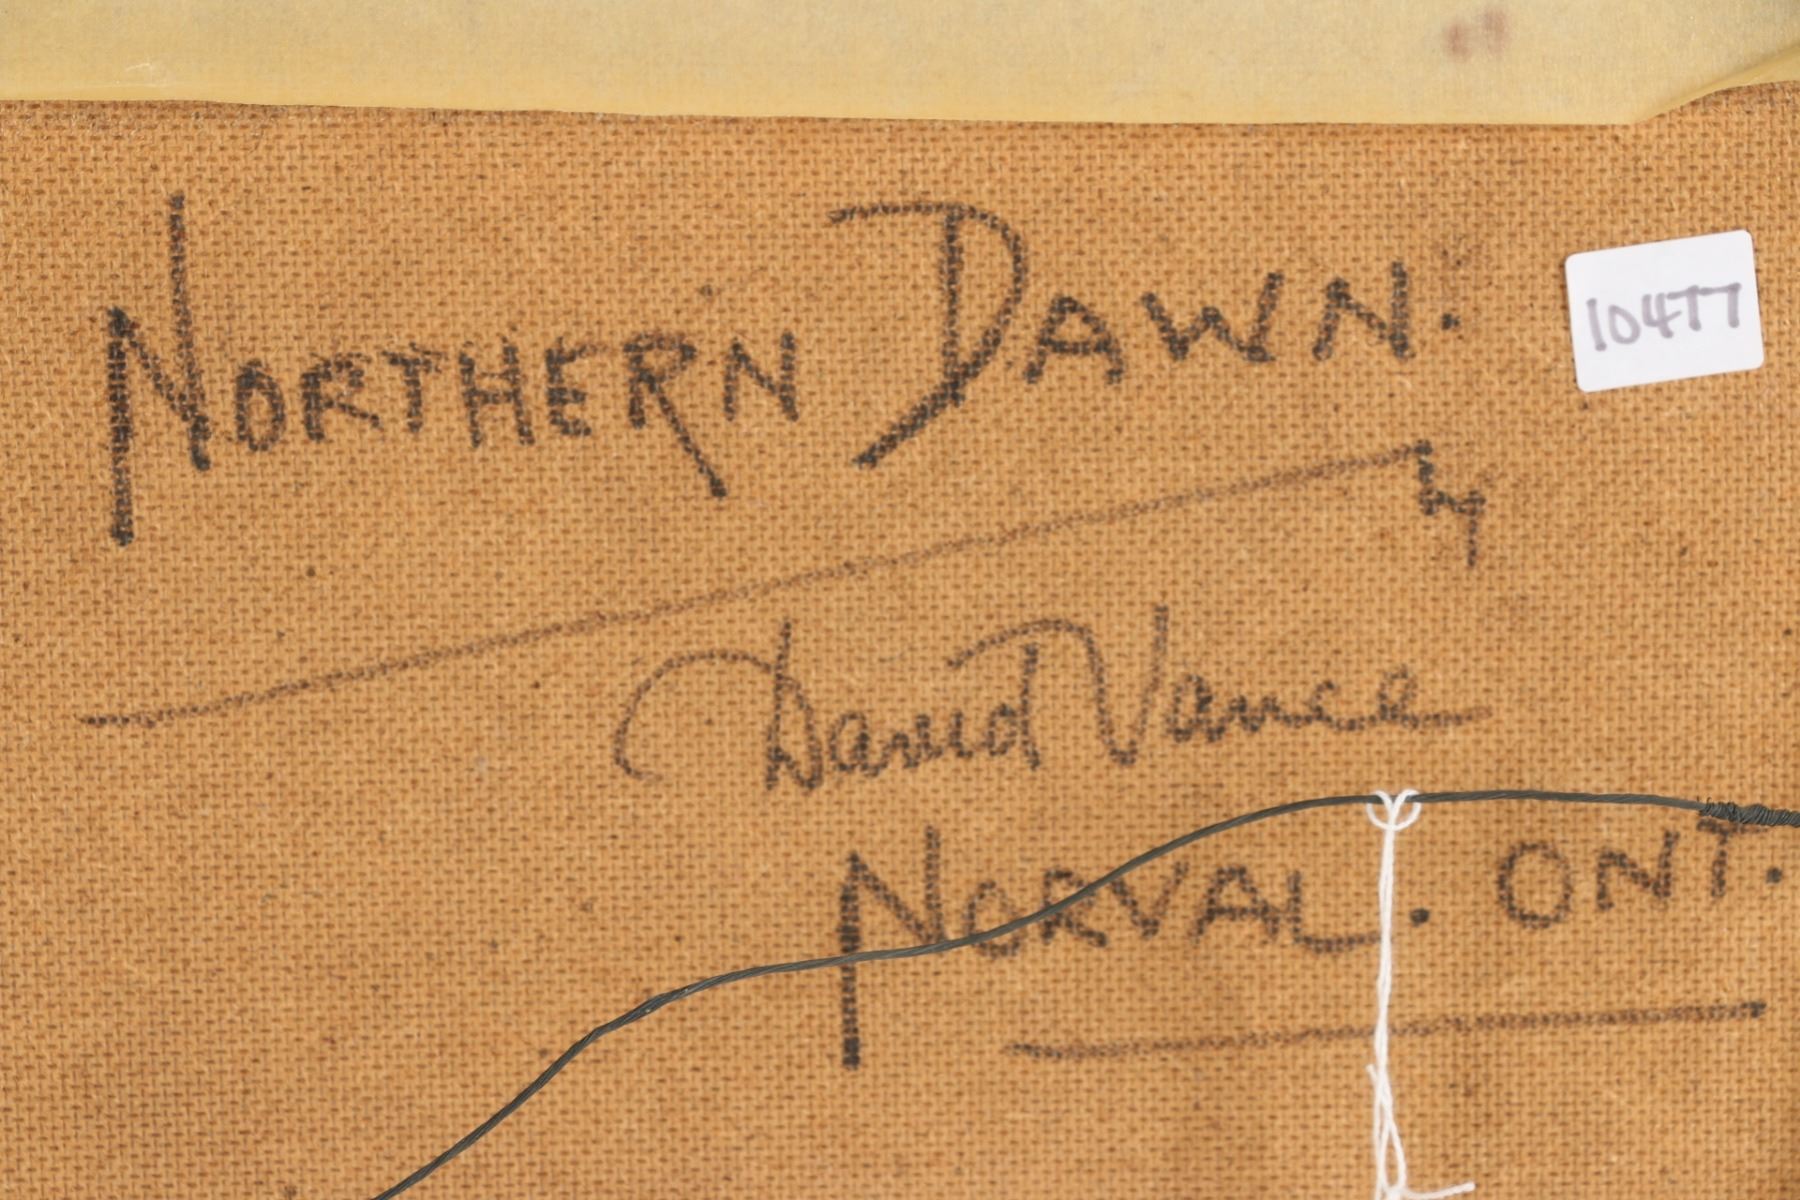 NORTHERN DAWN.
by
David Vance
NORVAL. ONT.
10477